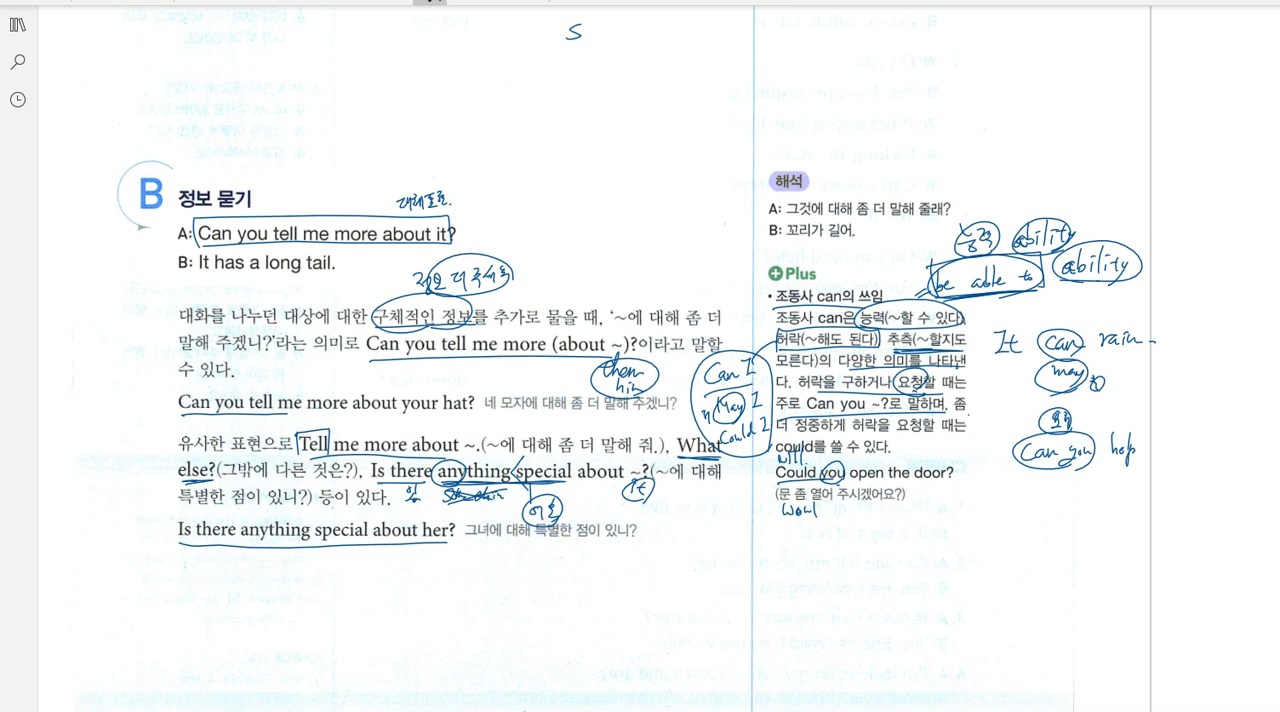 S
B 정보 묻기
대체표현.
A: Can you tell me more about it?
B: It has a long tail.
대화를 나누던 대상에 대한 구체적인 정보를 추가로 물을 때, ‘~에 대해 좀 더
말해 주겠니?’라는 의미로 Can you tell me more (about ~)?이라고 말할
수 있다.
them
him
Can you tell me more about your hat? 네 모자에 대해 좀 더 말해 주겠니?
유사한 표현으로 Tell me more about ~.(~에 대해 좀 더 말해 줘.), What
else?(그밖에 다른 것은?), Is there anything special about ~?(~에 대해
특별한 점이 있니?) 등이 있다.
it
Is there anything special about her? 그녀에 대해 특별한 점이 있니?
해석
A: 그것에 대해 좀 더 말해 줄래?
B: 꼬리가 길어.
능력 ability
be able to ability
Plus
• 조동사 can의 쓰임
조동사 can은 능력(~할 수 있다),
허락(~해도 된다) 추측(~할지도
모른다)의 다양한 의미를 나타낸
다. 허락을 구하거나 요청할 때는
주로 Can you ~?로 말하며, 좀
더 정중하게 허락을 요청할 때는
could를 쓸 수 있다.
will
Could you open the door?
(문 좀 열어 주시겠어요?)
Woul
Can I
May I
Could I
It can rain
may
요청
Can you help